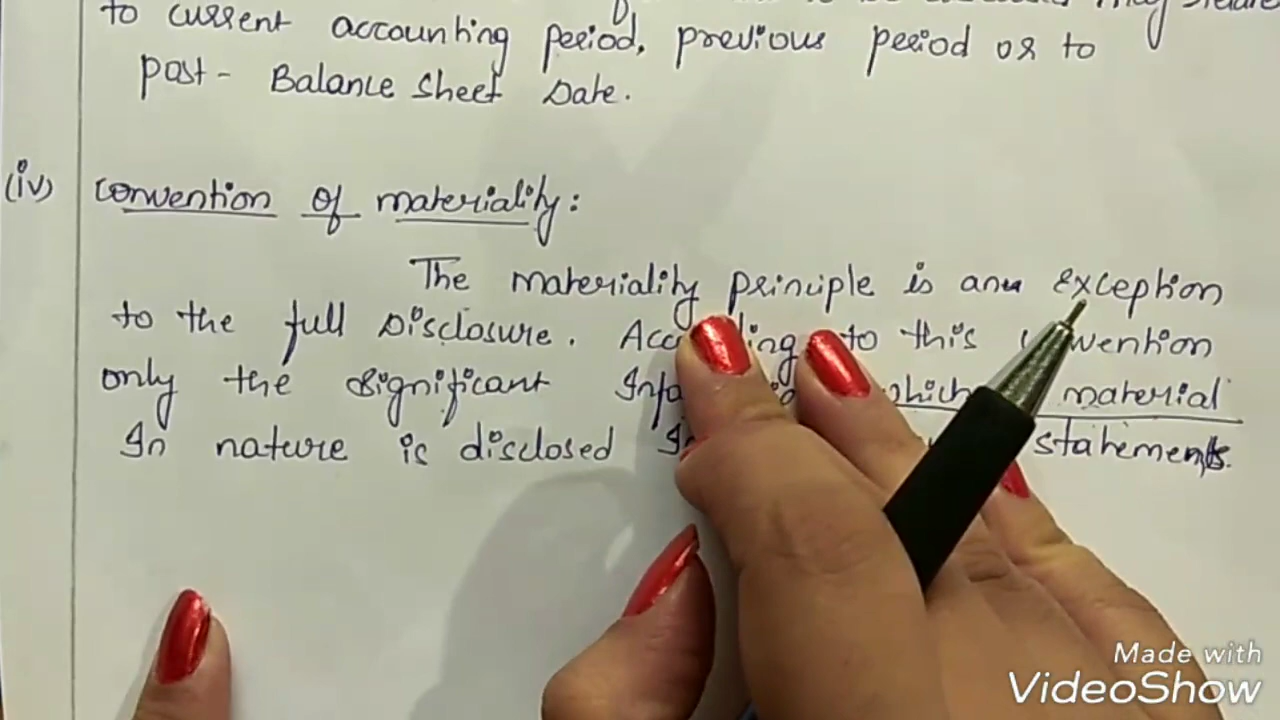 to current accounting period, previous period or to
post - Balance sheet Date.
(iv) Convention of materiality:
The materiality principle is an exception
to the full Disclosure. to this
only the significant material
In nature is disclosed statements.
Made with
VideoShow